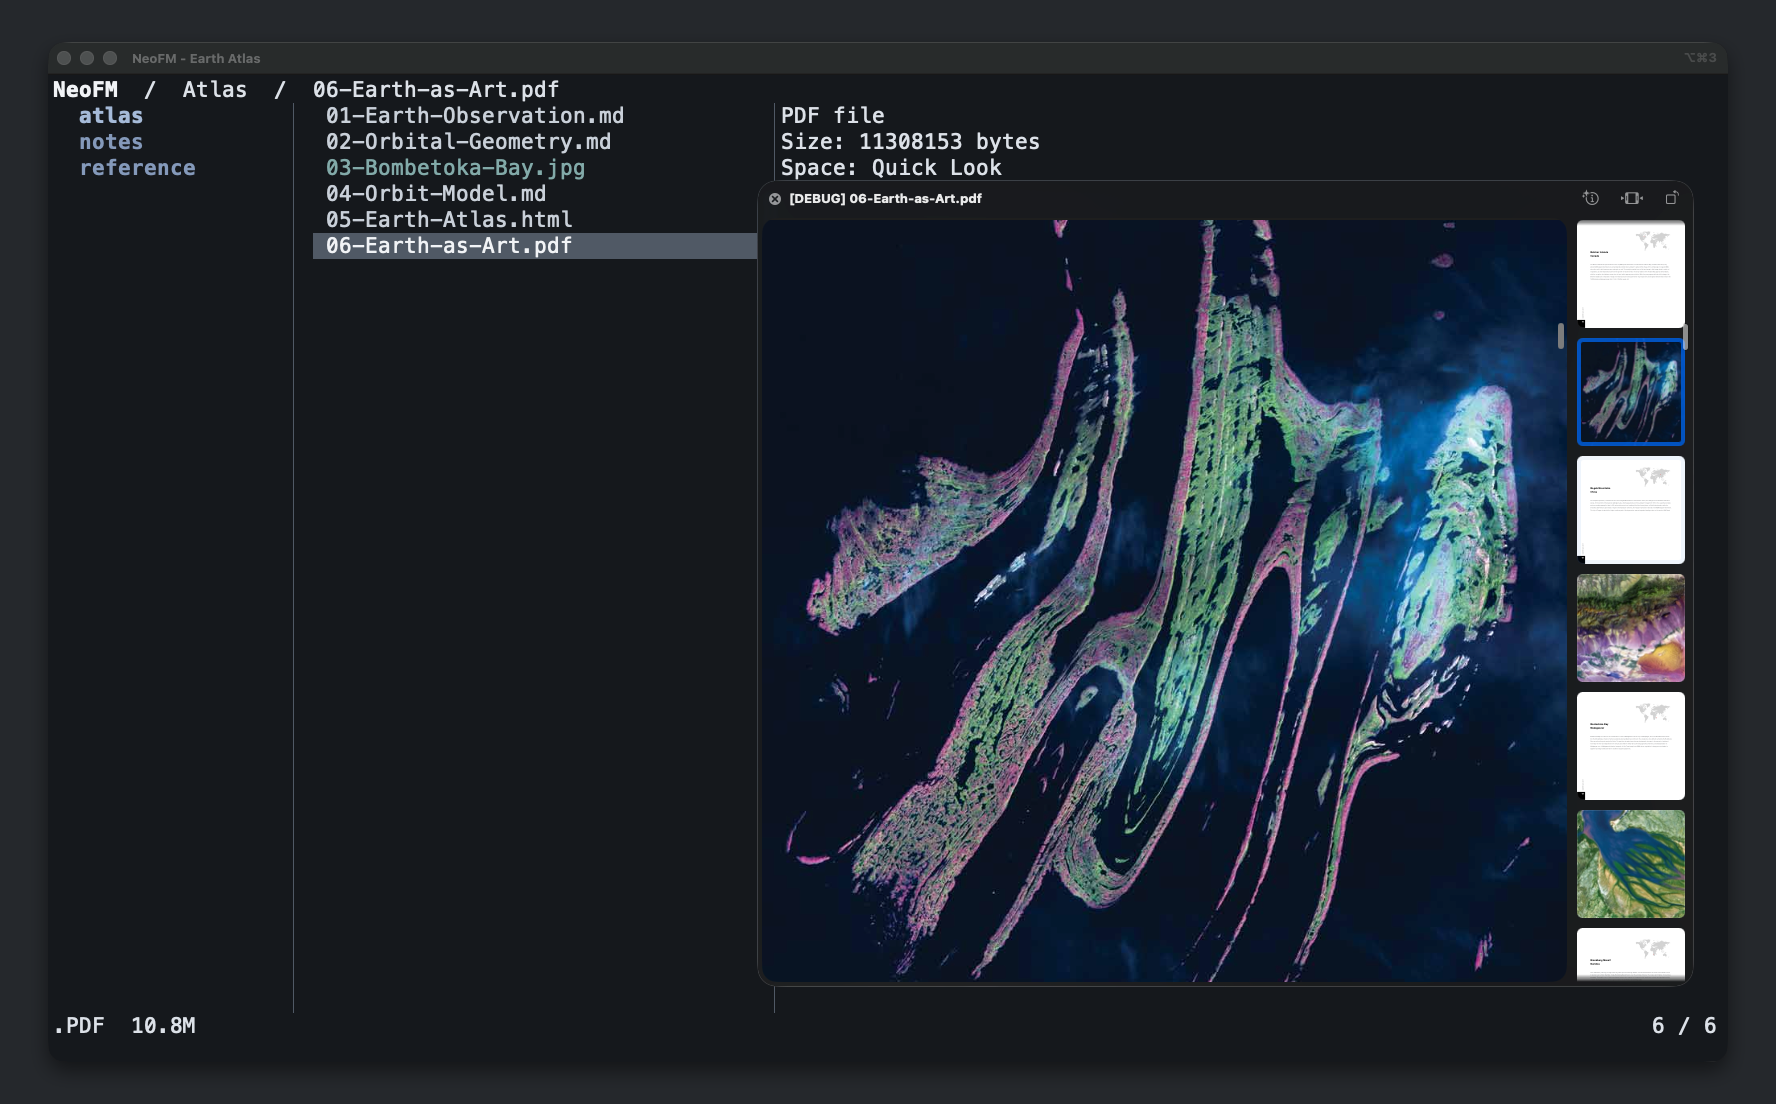 NeoFM - Earth Atlas
⌥⌘3
NeoFM / Atlas / 06-Earth-as-Art.pdf
atlas
notes
reference
01-Earth-Observation.md
02-Orbital-Geometry.md
03-Bombetoka-Bay.jpg
04-Orbit-Model.md
05-Earth-Atlas.html
06-Earth-as-Art.pdf
PDF file
Size: 11308153 bytes
Space: Quick Look
[DEBUG] 06-Earth-as-Art.pdf
.PDF 10.8M
6 / 6